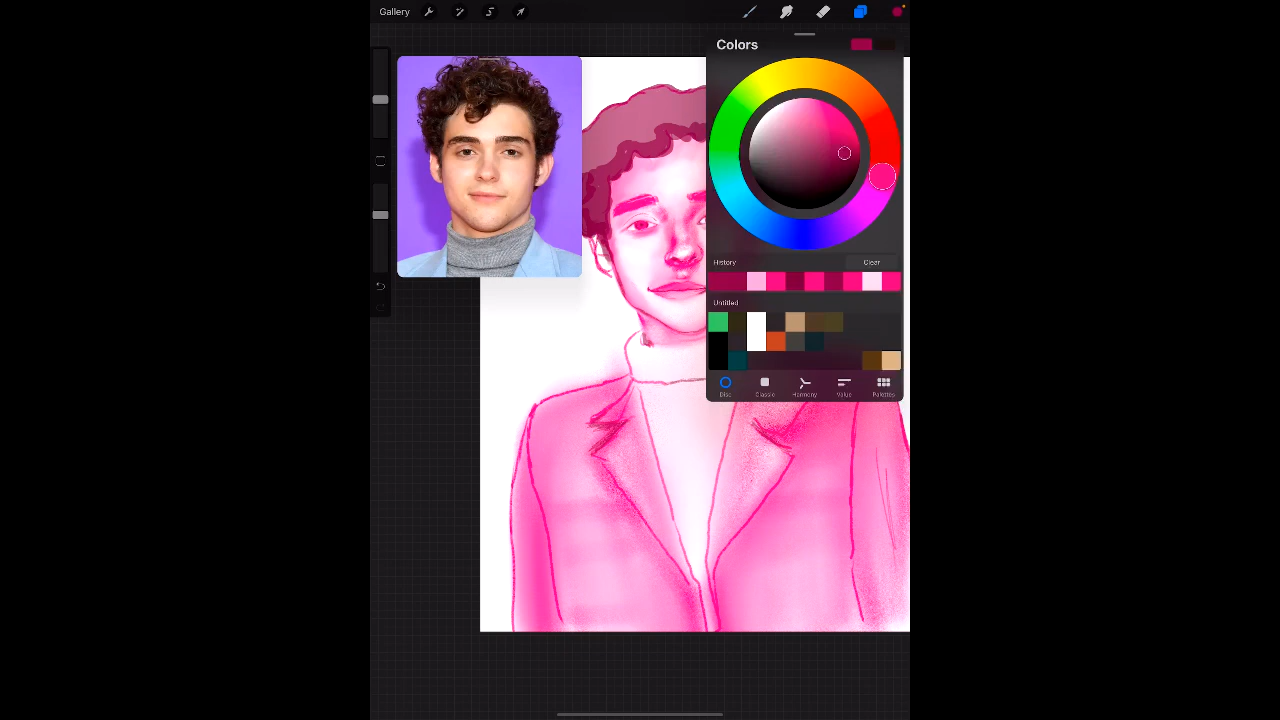 Gallery
Colors
History
Clear
Untitled
Disc
Classic
Harmony
Value
Palettes